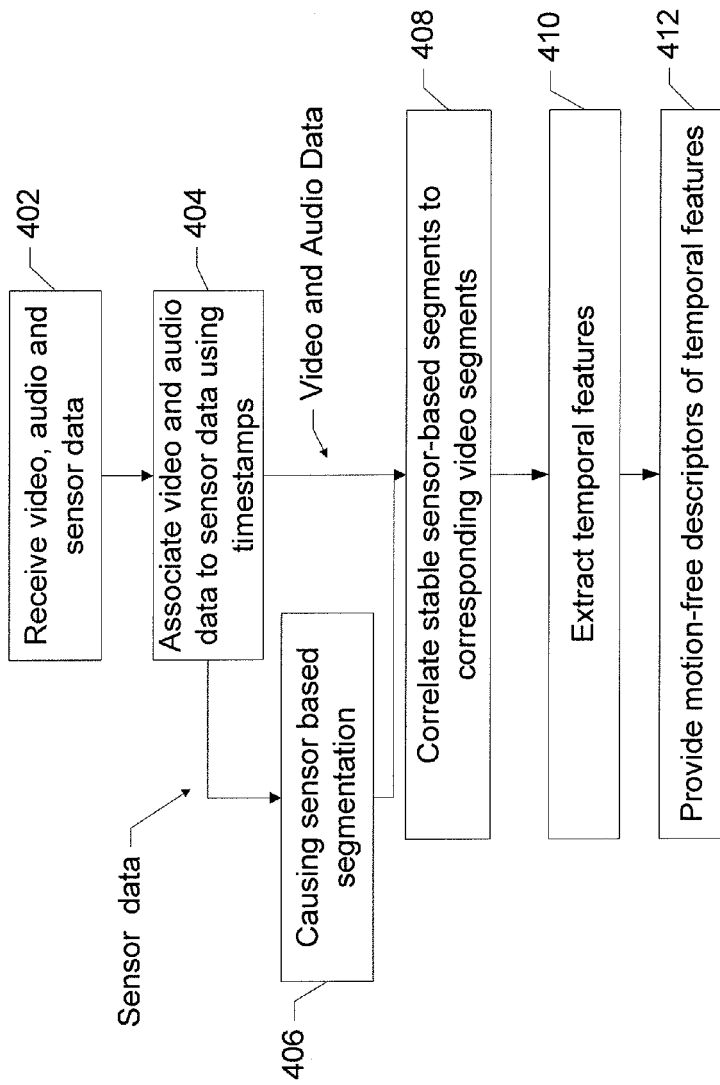 402
Receive video, audio and
sensor data
404
Associate video and audio
data to sensor data using
timestamps
Sensor data
Video and Audio Data
406
Causing sensor based
segmentation
408
Correlate stable sensor-based segments to
corresponding video segments
410
Extract temporal features
412
Provide motion-free descriptors of temporal features